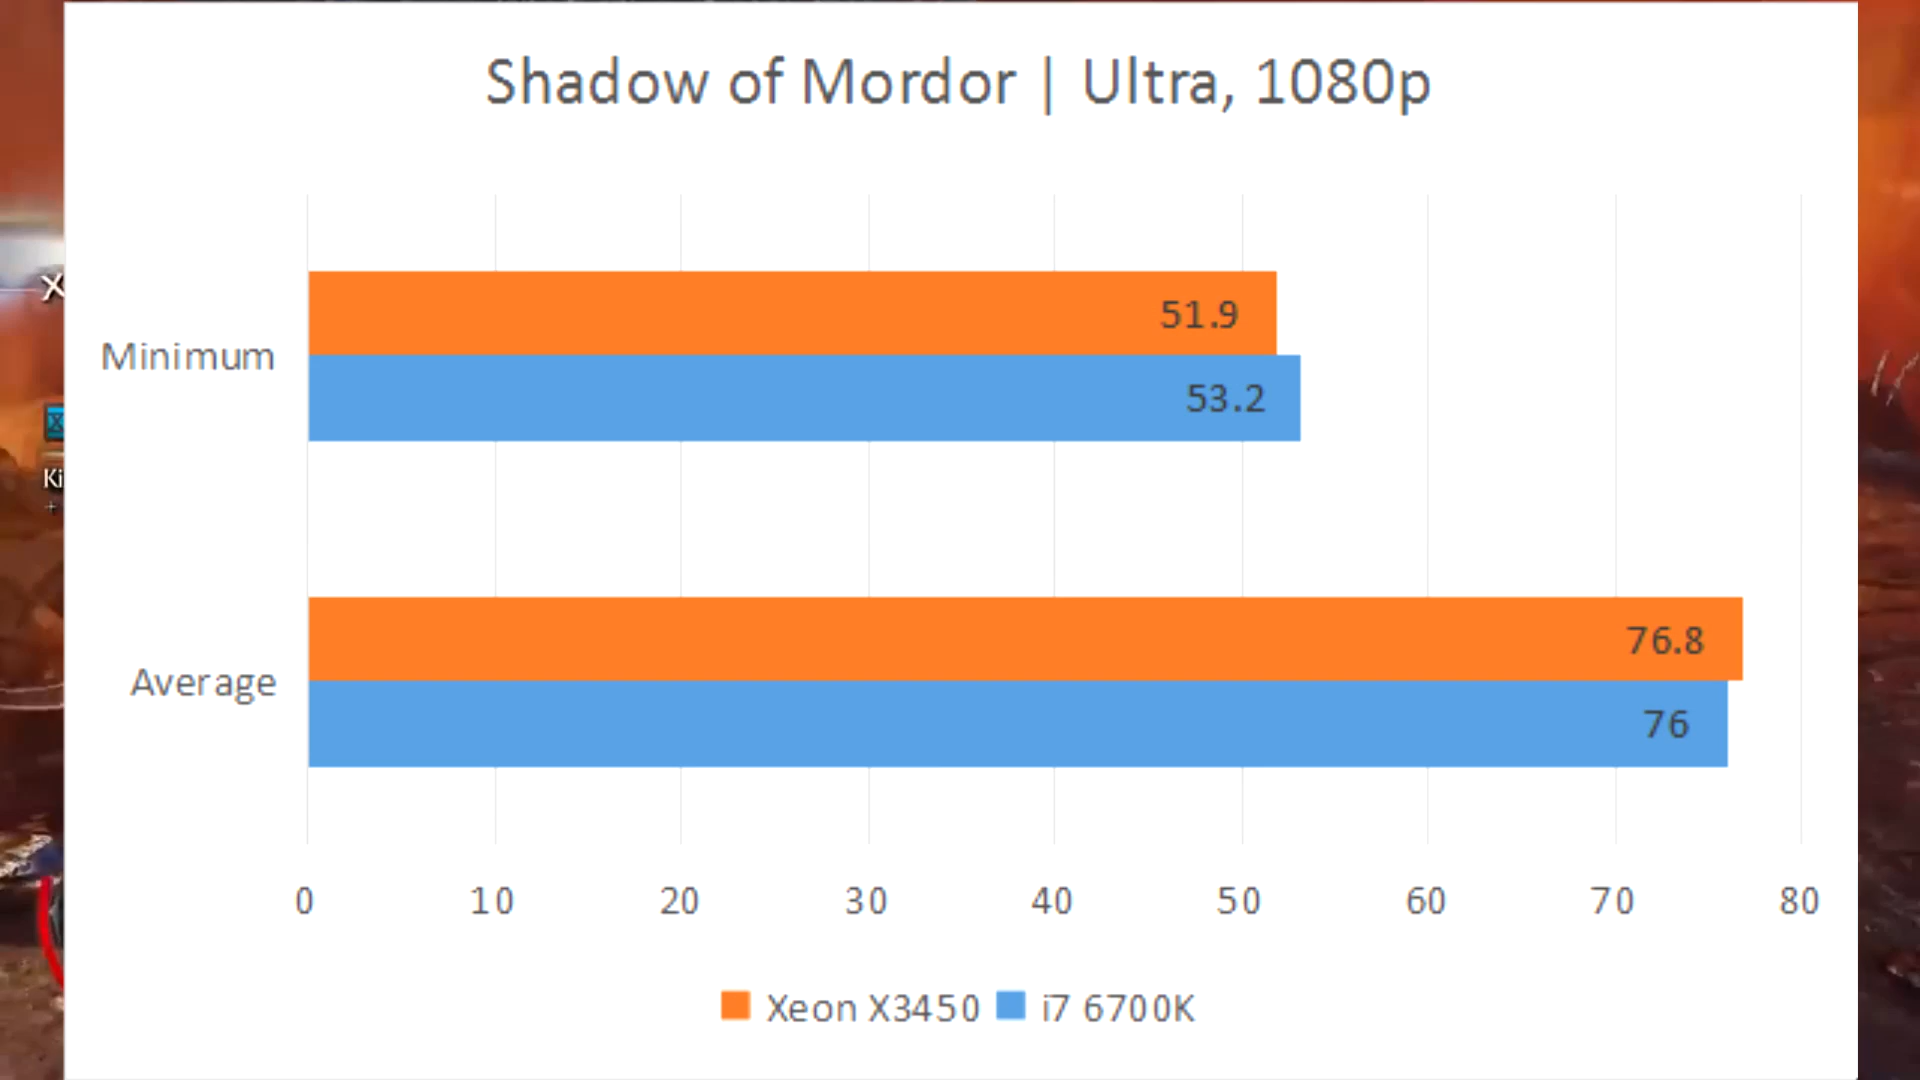 Shadow of Mordor | Ultra, 1080p
X
Ki
+
Minimum
51.9
53.2
Average
76.8
76
0 10 20 30 40 50 60 70 80
Xeon X3450 i7 6700K